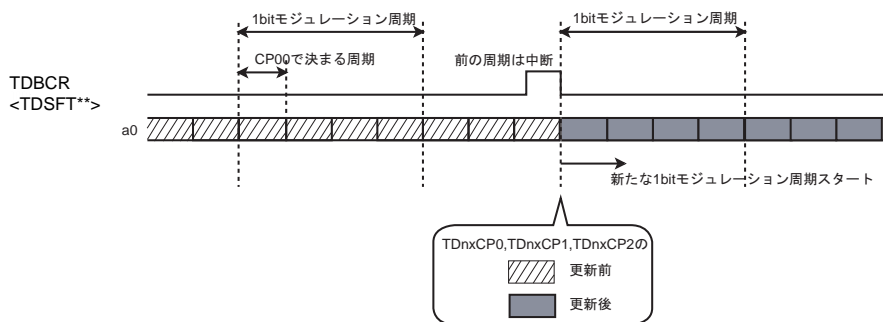 1bitモジュレーション周期
1bitモジュレーション周期
CP00で決まる周期
前の周期は中断
TDBCR
<TDSFT**>
a0
新たな1bitモジュレーション周期スタート
TDnxCP0,TDnxCP1,TDnxCP2の
更新前
更新後